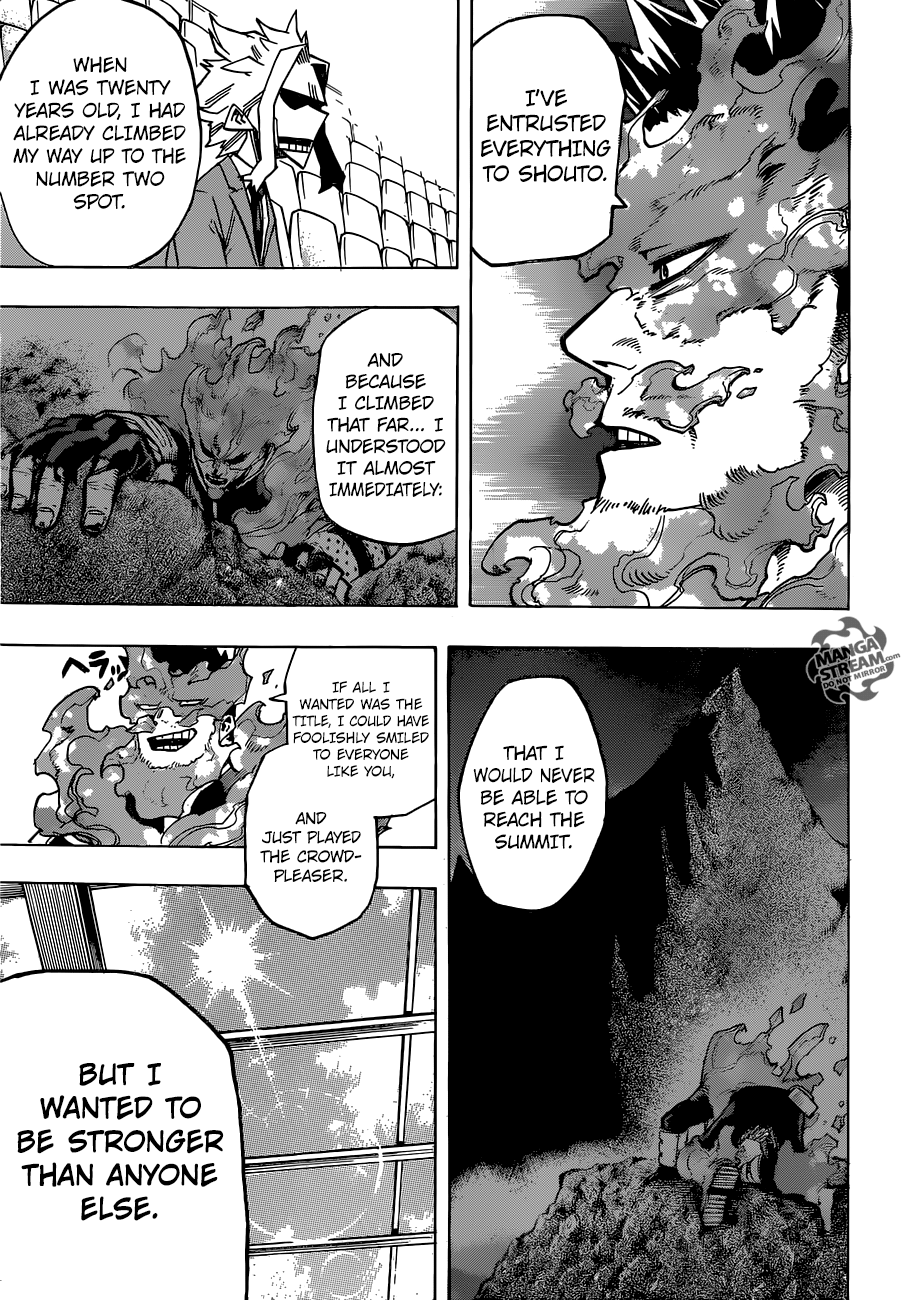 I'VE
ENTRUSTED
EVERYTHING
TO SHOUTO.
WHEN
I WAS TWENTY
YEARS OLD, I HAD
ALREADY CLIMBED
MY WAY UP TO THE
NUMBER TWO
SPOT.
AND
BECAUSE
I CLIMBED
THAT FAR... I
UNDERSTOOD
IT ALMOST
IMMEDIATELY:
MANGA
STREAM.com
DO NOT MIRROR
THAT I
WOULD NEVER
BE ABLE TO
REACH THE
SUMMIT.
IF ALL I
WANTED WAS THE
TITLE, I COULD HAVE
FOOLISHLY SMILED
TO EVERYONE
LIKE YOU,
ヘラッ
AND
JUST PLAYED
THE CROWD-
PLEASER.
BUT I
WANTED TO
BE STRONGER
THAN ANYONE
ELSE.